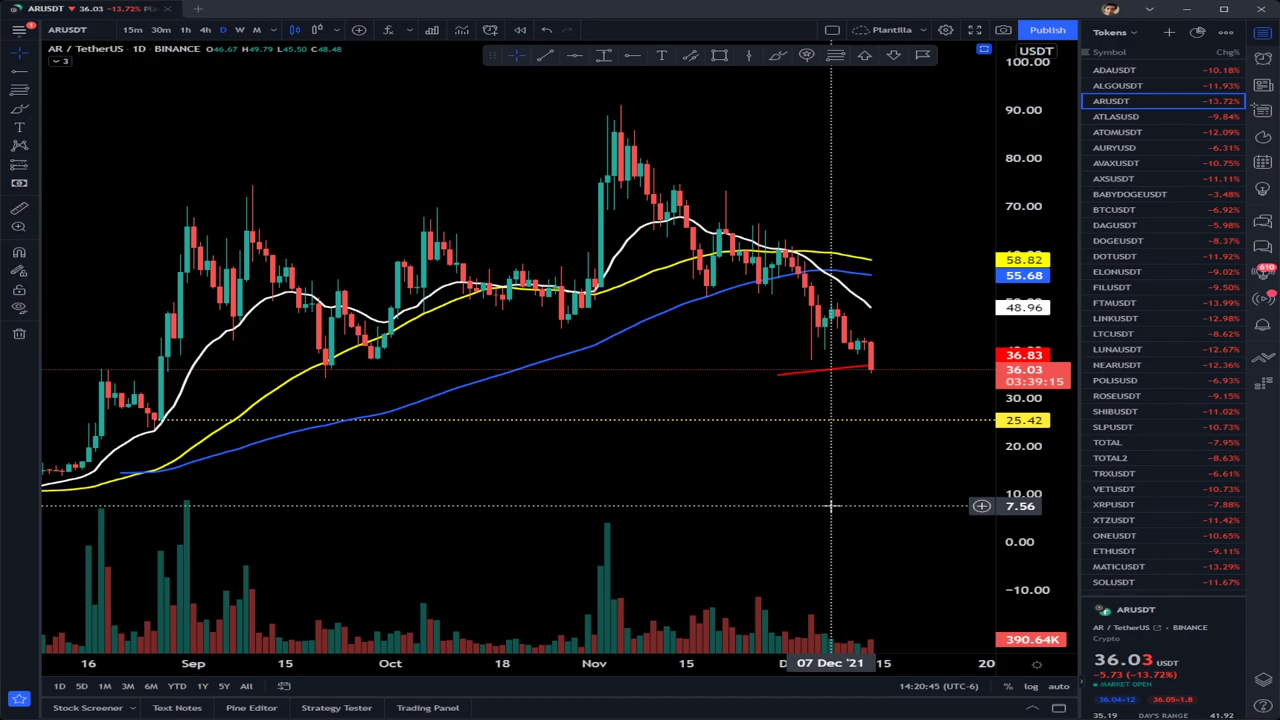 ARUSDT 36.03 −13.72%
ARUSDT
15m 30m 1h 4h D W M
Plantilla
Publish
AR / TetherUS · 1D · BINANCE O46.67 H49.79 L45.50 C48.48
3
USDT
100.00
90.00
80.00
70.00
58.82
55.68
48.96
36.83
36.03
03:39:15
30.00
25.42
20.00
10.00
7.56
0.00
−10.00
390.64K
16 Sep 15 Oct 18 Nov 15 07 Dec '21 15 20
1D 5D 1M 3M 6M YTD 1Y 5Y All
14:20:45 (UTC-6) % log auto
Stock Screener Text Notes Pine Editor Strategy Tester Trading Panel
Tokens
Symbol Chg%
ADAUSDT −10.18%
ALGOUSDT −11.93%
ARUSDT −13.72%
ATLASUSD −9.84%
ATOMUSDT −12.09%
AURYUSD −6.31%
AVAXUSDT −10.75%
AXSUSDT −11.11%
BABYDOGEUSDT −3.48%
BTCUSDT −6.92%
DAGUSDT −5.98%
DOGEUSDT −8.37%
DOTUSDT −11.92%
ELONUSDT −9.02%
FILUSDT −9.50%
FTMUSDT −13.99%
LINKUSDT −12.98%
LTCUSDT −8.62%
LUNAUSDT −12.67%
NEARUSDT −12.36%
POLISUSD −6.93%
ROSEUSDT −9.15%
SHIBUSDT −11.02%
SLPUSDT −10.73%
TOTAL −7.95%
TOTAL2 −8.63%
TRXUSDT −6.61%
VETUSDT −10.73%
XRPUSDT −7.88%
XTZUSDT −11.42%
ONEUSDT −10.65%
ETHUSDT −9.11%
MATICUSDT −13.29%
SOLUSDT −11.67%
ARUSDT
AR / TetherUS · BINANCE
Crypto
36.03 USDT
−5.73 (−13.72%)
MARKET OPEN
36.04×12 36.05×1.8
35.19 DAY'S RANGE 41.92
610
1